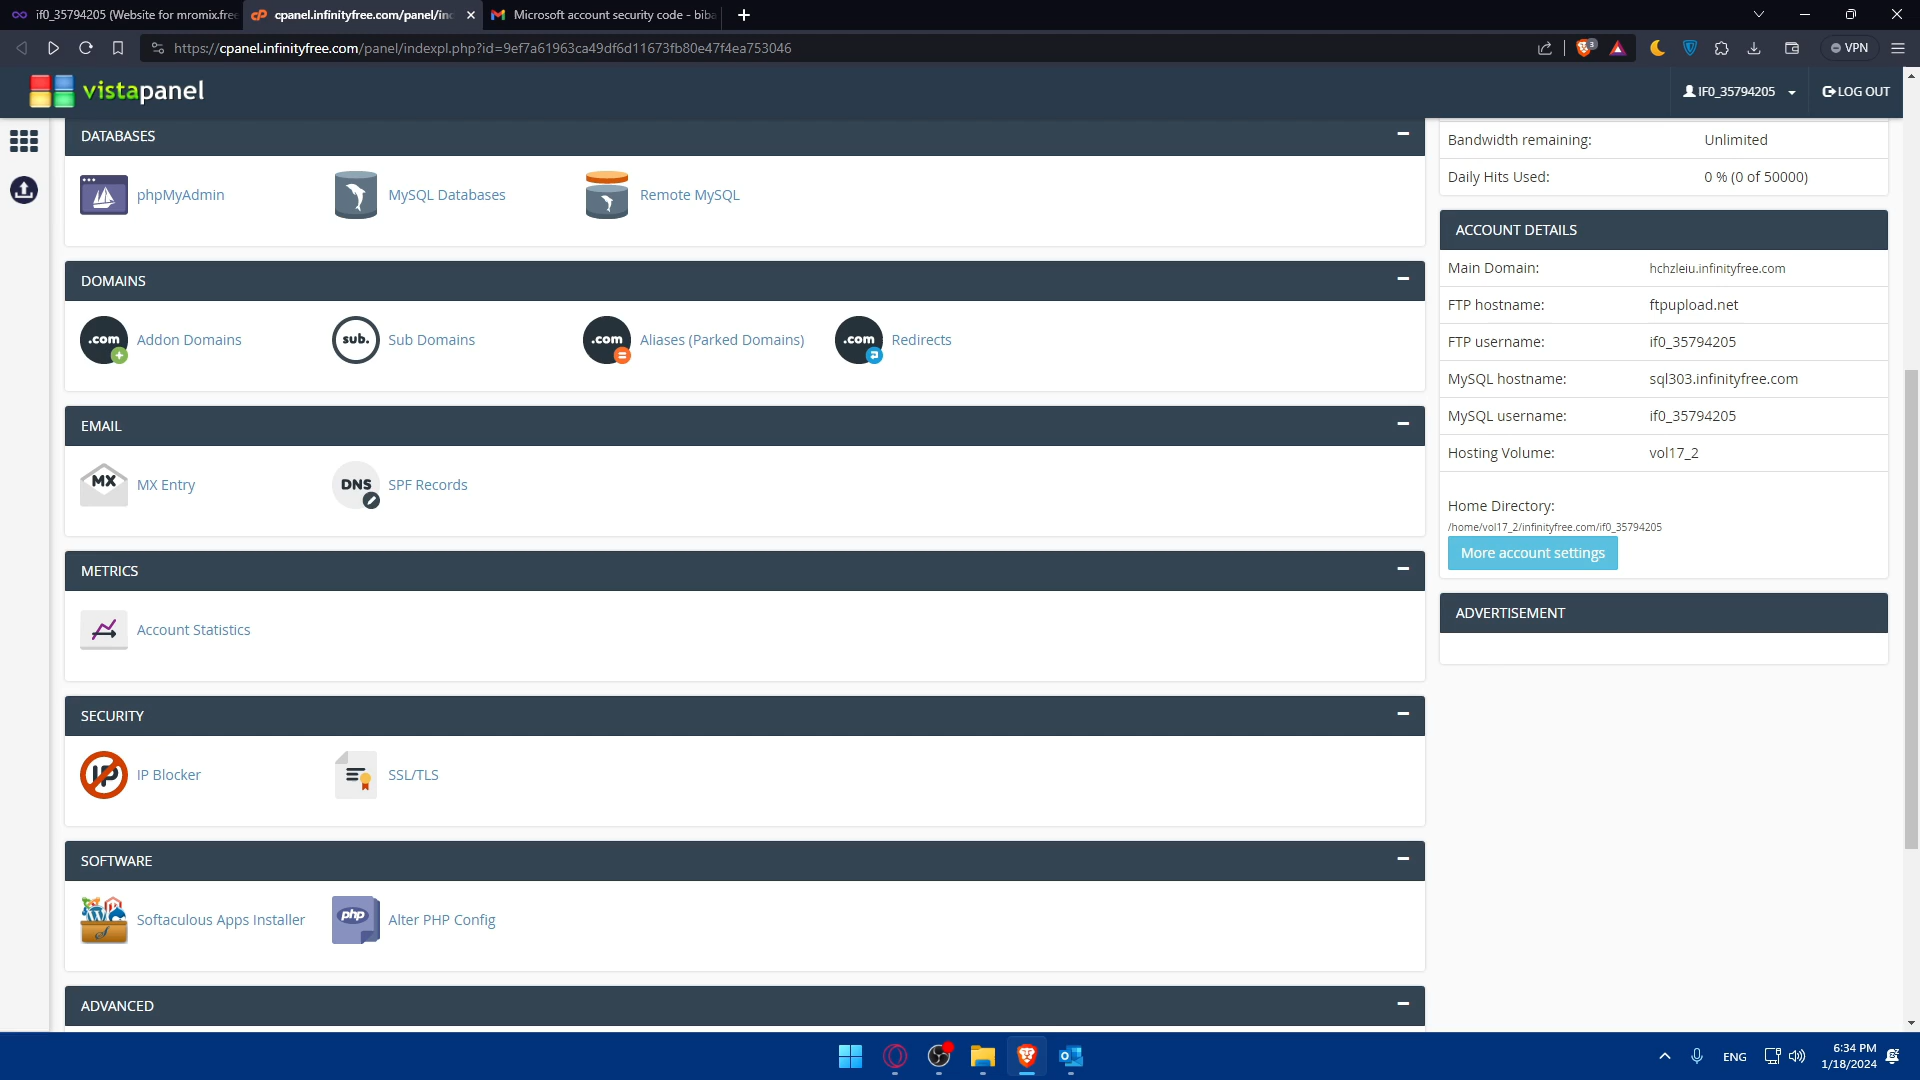 if0_35794205 (Website for mromix.free
cpanel.infinityfree.com/panel/in
Microsoft account security code - biba
https://cpanel.infinityfree.com/panel/indexpl.php?id=9ef7a61963ca49df6d11673fb80e47f4ea753046
3
VPN
vistapanel
IF0_35794205
LOG OUT
DATABASES
phpMyAdmin
MySQL Databases
Remote MySQL
DOMAINS
.com
Addon Domains
sub.
Sub Domains
.com
Aliases (Parked Domains)
.com
Redirects
EMAIL
MX
MX Entry
DNS
SPF Records
METRICS
Account Statistics
SECURITY
IP
IP Blocker
SSL/TLS
SOFTWARE
Softaculous Apps Installer
php
Alter PHP Config
ADVANCED
Bandwidth remaining: Unlimited
Daily Hits Used: 0 % (0 of 50000)
ACCOUNT DETAILS
Main Domain: hchzleiu.infinityfree.com
FTP hostname: ftpupload.net
FTP username: if0_35794205
MySQL hostname: sql303.infinityfree.com
MySQL username: if0_35794205
Hosting Volume: vol17_2
Home Directory:
/home/vol17_2/infinityfree.com/if0_35794205
More account settings
ADVERTISEMENT
ENG
6:34 PM
1/18/2024